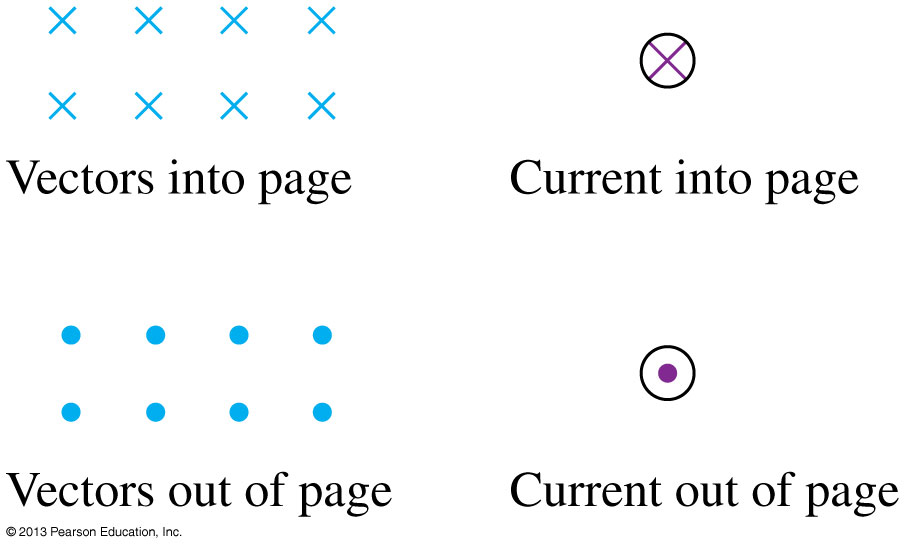 Vectors into page
Current into page
Vectors out of page
Current out of page
© 2013 Pearson Education, Inc.